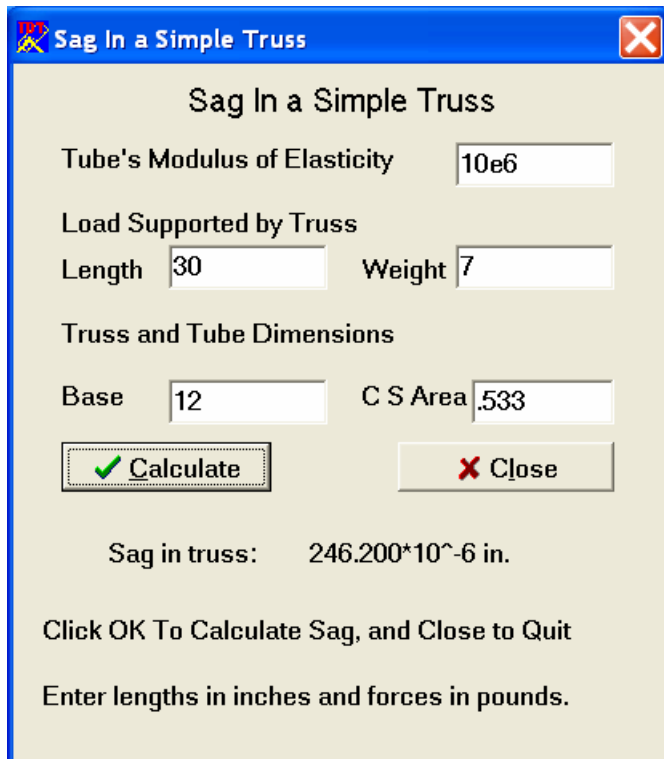 TDT
Sag In a Simple Truss
Sag In a Simple Truss
Tube's Modulus of Elasticity 10e6
Load Supported by Truss
Length 30 Weight 7
Truss and Tube Dimensions
Base 12 C S Area .533
Calculate Close
Sag in truss: 246.200*10^-6 in.
Click OK To Calculate Sag, and Close to Quit
Enter lengths in inches and forces in pounds.